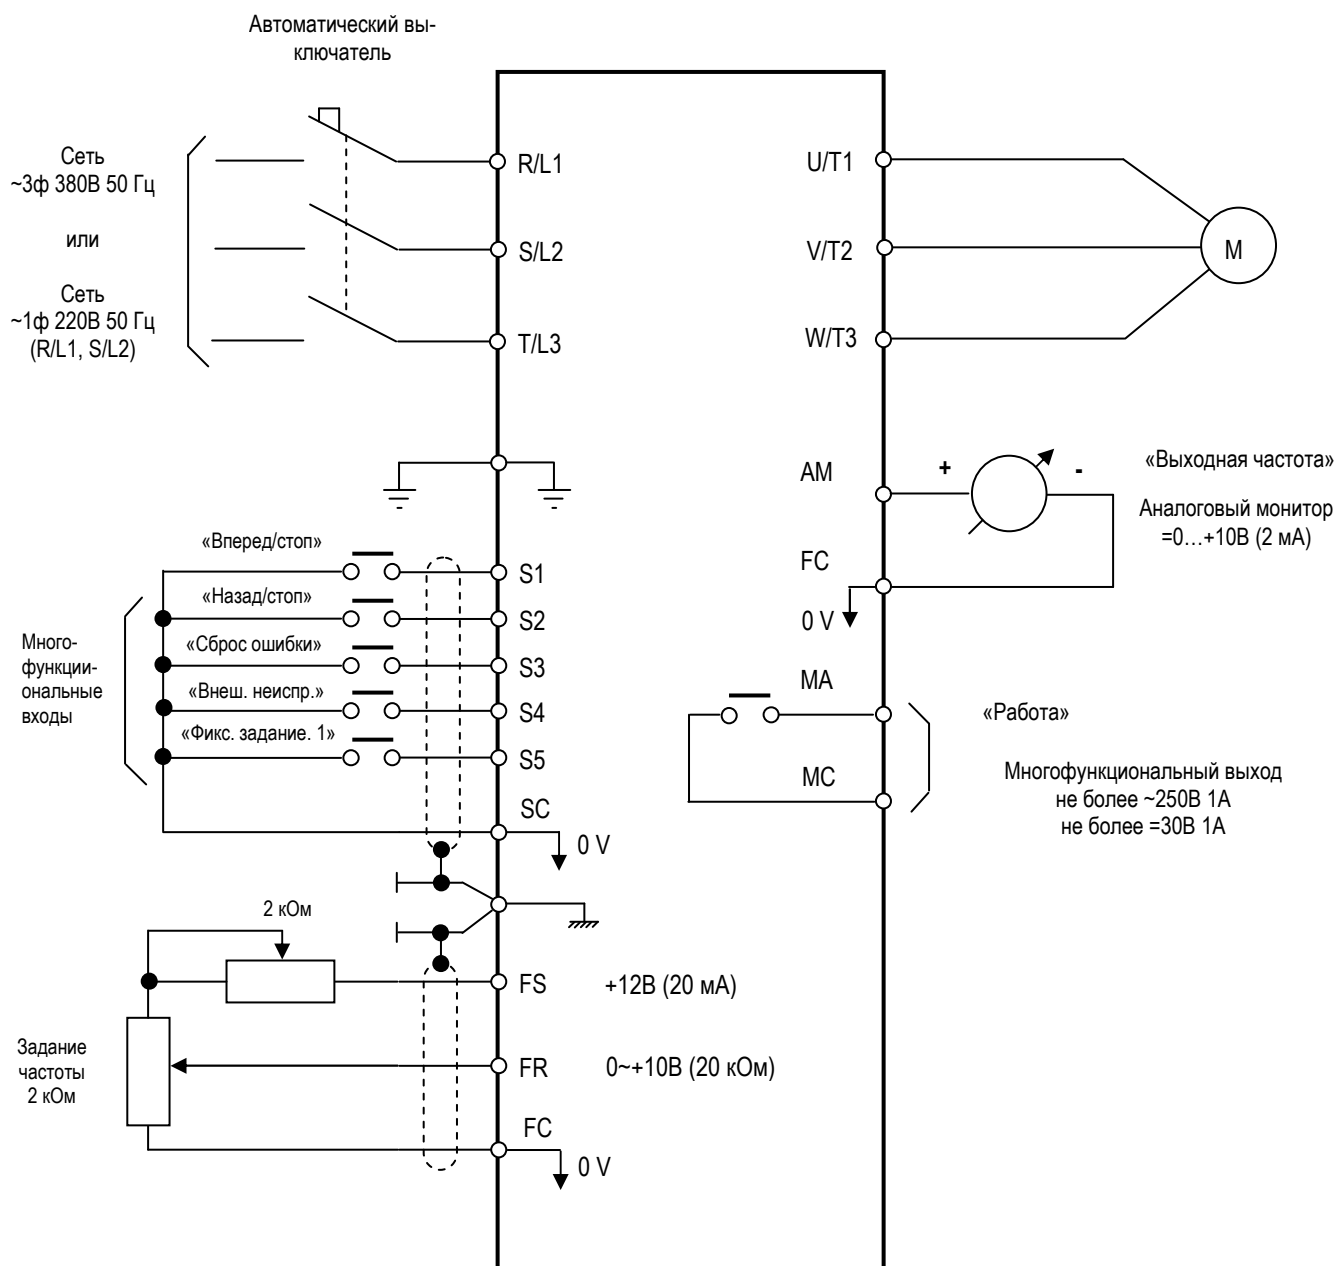 Автоматический вы-
ключатель
Сеть
~3ф 380В 50 Гц
или
Сеть
~1ф 220В 50 Гц
(R/L1, S/L2)
R/L1
S/L2
T/L3
U/T1
V/T2
W/T3
M
AM
+
-
«Выходная частота»
Аналоговый монитор
=0…+10В (2 мА)
FC
0 V
«Вперед/стоп»
S1
«Назад/стоп»
S2
«Сброс ошибки»
S3
«Внеш. неиспр.»
S4
«Фикс. задание. 1»
S5
Много-
функци-
ональные
входы
SC
0 V
MA
MC
«Работа»
Многофункциональный выход
не более ~250В 1А
не более =30В 1А
2 кОм
FS
+12В (20 мА)
Задание
частоты
2 кОм
FR
0~+10В (20 кОм)
FC
0 V